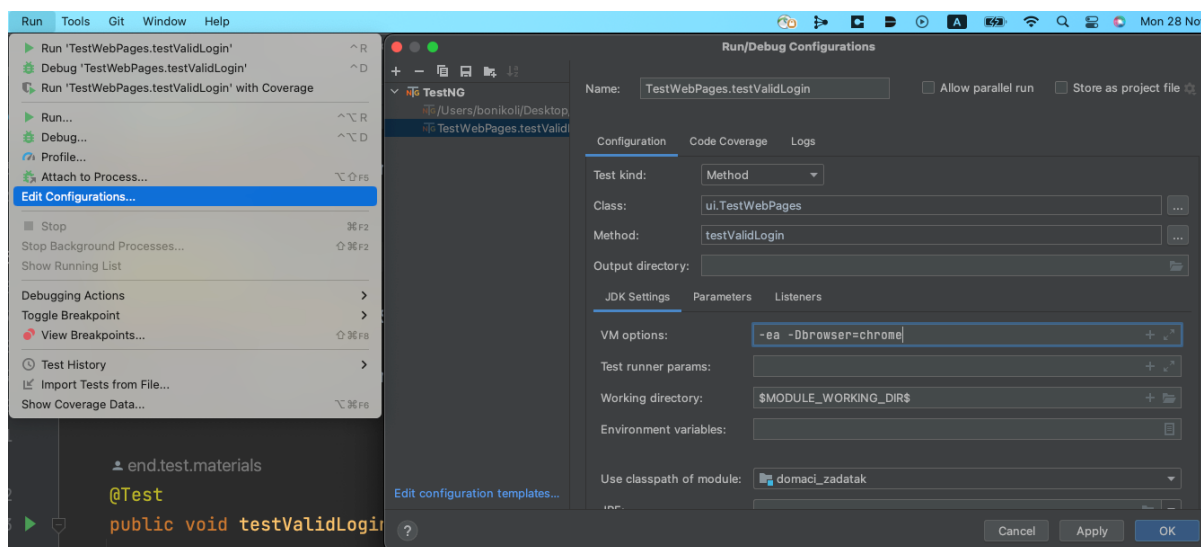 Run Tools Git Window Help
Mon 28 No
Run 'TestWebPages.testValidLogin' ^ R
Debug 'TestWebPages.testValidLogin' ^ D
Run 'TestWebPages.testValidLogin' with Coverage
Run... ^⌥ R
Debug... ^⌥ D
Profile...
Attach to Process... ⌥⇧F5
Edit Configurations...
Stop ⌘F2
Stop Background Processes... ⇧⌘F2
Show Running List
Debugging Actions
Toggle Breakpoint
View Breakpoints... ⇧⌘F8
Test History
Import Tests from File...
Show Coverage Data... ⌥⌘F6
end.test.materials
@Test
public void testValidLogin
Run/Debug Configurations
TestNG
/Users/bonikoli/Desktop
TestWebPages.testValid
Edit configuration templates...
Name: TestWebPages.testValidLogin Allow parallel run Store as project file
Configuration Code Coverage Logs
Test kind: Method
Class: ui.TestWebPages ...
Method: testValidLogin ...
Output directory:
JDK Settings Parameters Listeners
VM options: -ea -Dbrowser=chrome
Test runner params:
Working directory: $MODULE_WORKING_DIR$
Environment variables:
Use classpath of module: domaci_zadatak
? Cancel Apply OK